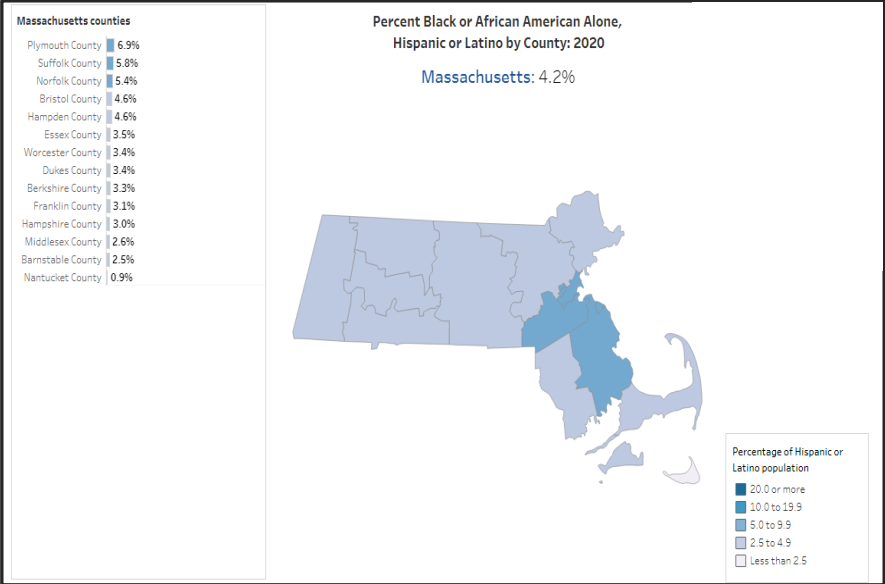 Massachusetts counties
Plymouth County 6.9%
Suffolk County 5.8%
Norfolk County 5.4%
Bristol County 4.6%
Hampden County 4.6%
Essex County 3.5%
Worcester County 3.4%
Dukes County 3.4%
Berkshire County 3.3%
Franklin County 3.1%
Hampshire County 3.0%
Middlesex County 2.6%
Barnstable County 2.5%
Nantucket County 0.9%
Percent Black or African American Alone,
Hispanic or Latino by County: 2020
Massachusetts: 4.2%
Percentage of Hispanic or
Latino population
20.0 or more
10.0 to 19.9
5.0 to 9.9
2.5 to 4.9
Less than 2.5